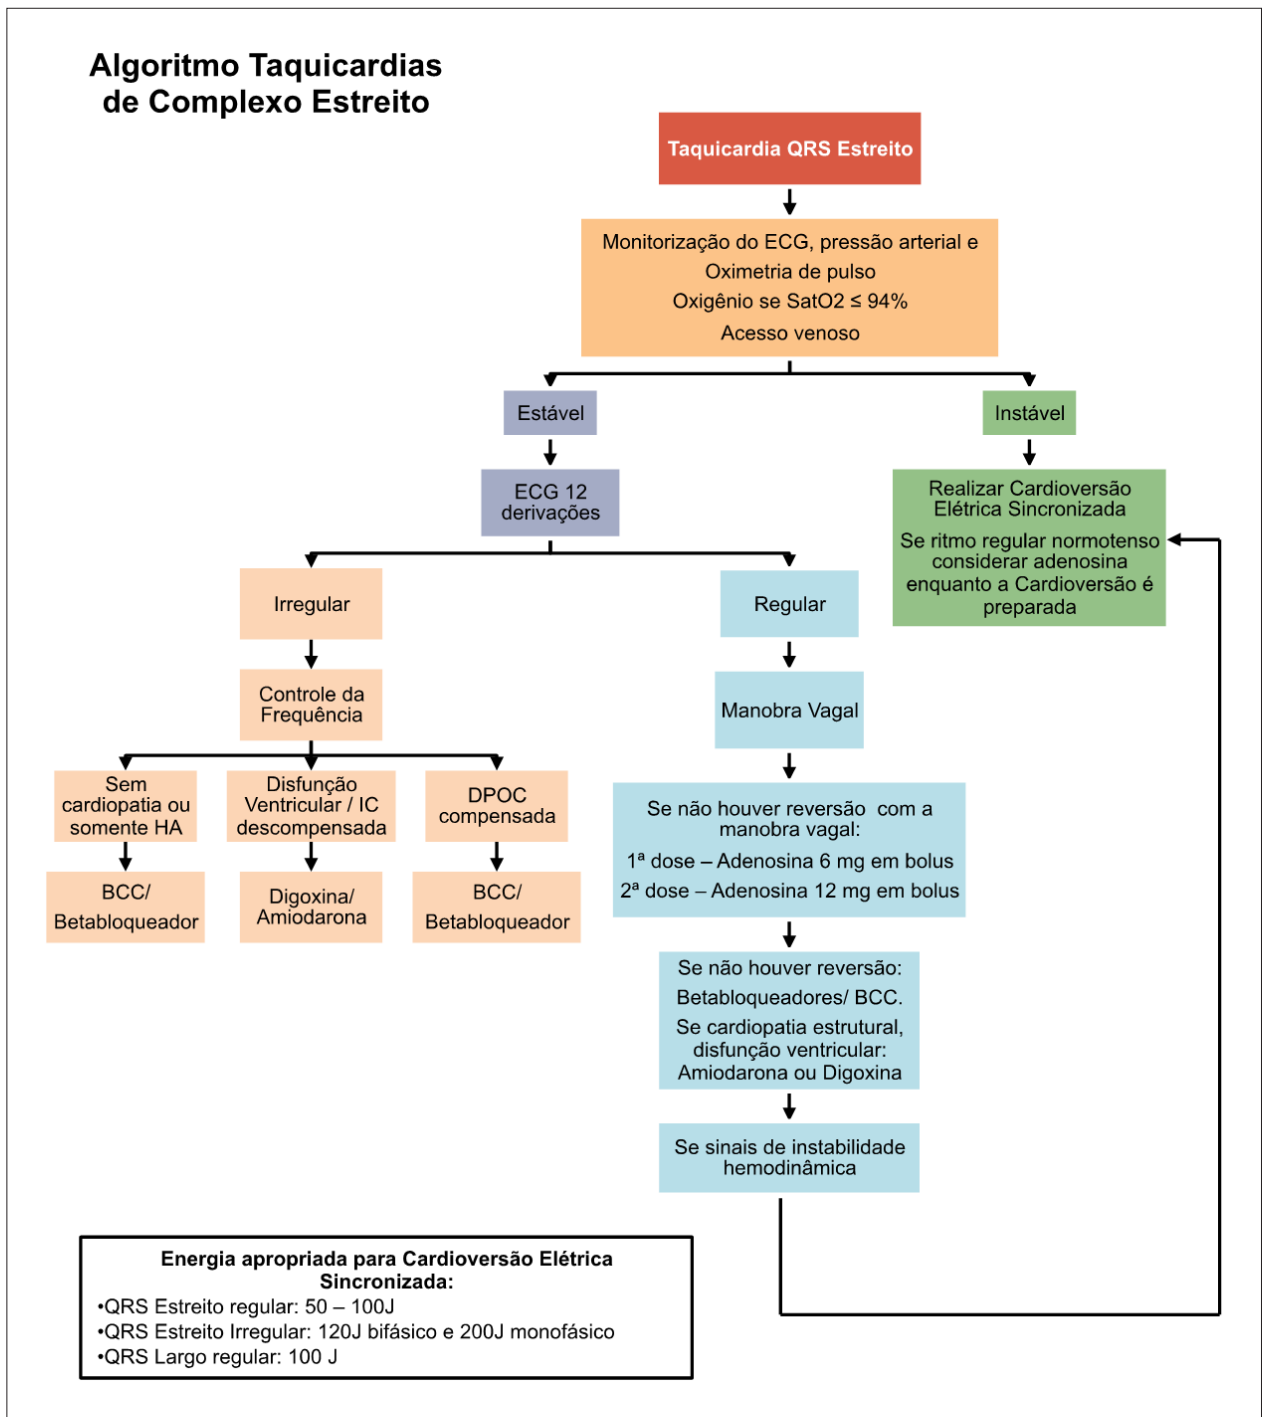 Algoritmo Taquicardias
de Complexo Estreito
Taquicardia QRS Estreito
Monitorização do ECG, pressão arterial e
Oximetria de pulso
Oxigênio se SatO2 ≤ 94%
Acesso venoso
Estável
Instável
ECG 12
derivações
Realizar Cardioversão
Elétrica Sincronizada
Se ritmo regular normotenso
considerar adenosina
enquanto a Cardioversão é
preparada
Irregular
Regular
Controle da
Frequência
Manobra Vagal
Sem
cardiopatia ou
somente HA
Disfunção
Ventricular / IC
descompensada
DPOC
compensada
BCC/
Betabloqueador
Digoxina/
Amiodarona
BCC/
Betabloqueador
Se não houver reversão com a
manobra vagal:
1ª dose – Adenosina 6 mg em bolus
2ª dose – Adenosina 12 mg em bolus
Se não houver reversão:
Betabloqueadores/ BCC.
Se cardiopatia estrutural,
disfunção ventricular:
Amiodarona ou Digoxina
Se sinais de instabilidade
hemodinâmica
Energia apropriada para Cardioversão Elétrica
Sincronizada:
•QRS Estreito regular: 50 – 100J
•QRS Estreito Irregular: 120J bifásico e 200J monofásico
•QRS Largo regular: 100 J